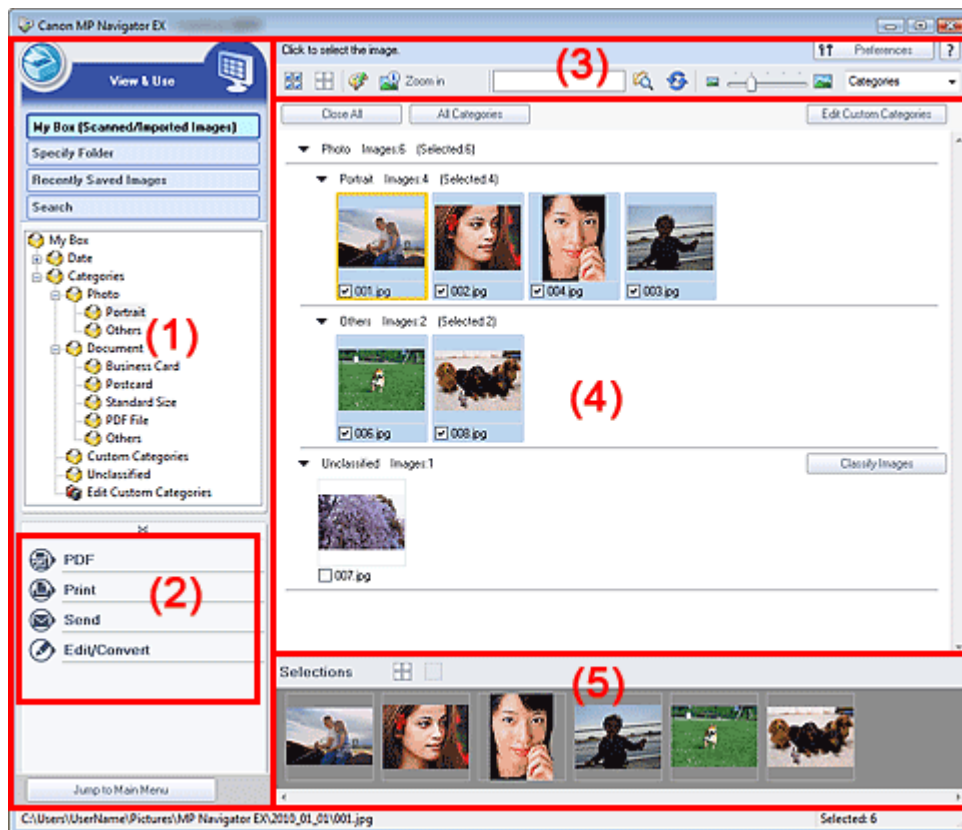 Canon MP Navigator EX
View & Use
My Box (Scanned/Imported Images)
Specify Folder
Recently Saved Images
Search
My Box
Date
Categories
Photo
Portrait
Others
(1)
Document
Business Card
Postcard
Standard Size
PDF File
Others
Custom Categories
Unclassified
Edit Custom Categories
PDF
Print
(2)
Send
Edit/Convert
Jump to Main Menu
Click to select the image.
(3)
Preferences
?
Zoom in
Categories
Close All
All Categories
Edit Custom Categories
Photo Images:6 (Selected:6)
Portrait Images:4 (Selected:4)
001.jpg
002.jpg
004.jpg
003.jpg
Others Images:2 (Selected:2)
(4)
006.jpg
008.jpg
Unclassified Images:1
Classify Images
007.jpg
Selections
(5)
C:\Users\UserName\Pictures\MP Navigator EX\2010_01_01\001.jpg
Selected: 6